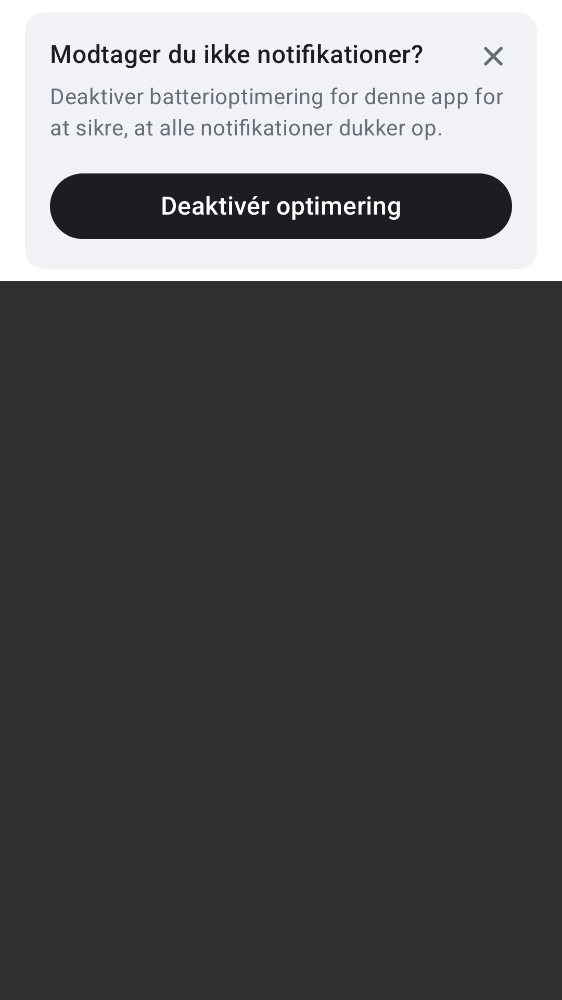 Modtager du ikke notifikationer?
Deaktiver batterioptimering for denne app for
at sikre, at alle notifikationer dukker op.
Deaktivér optimering